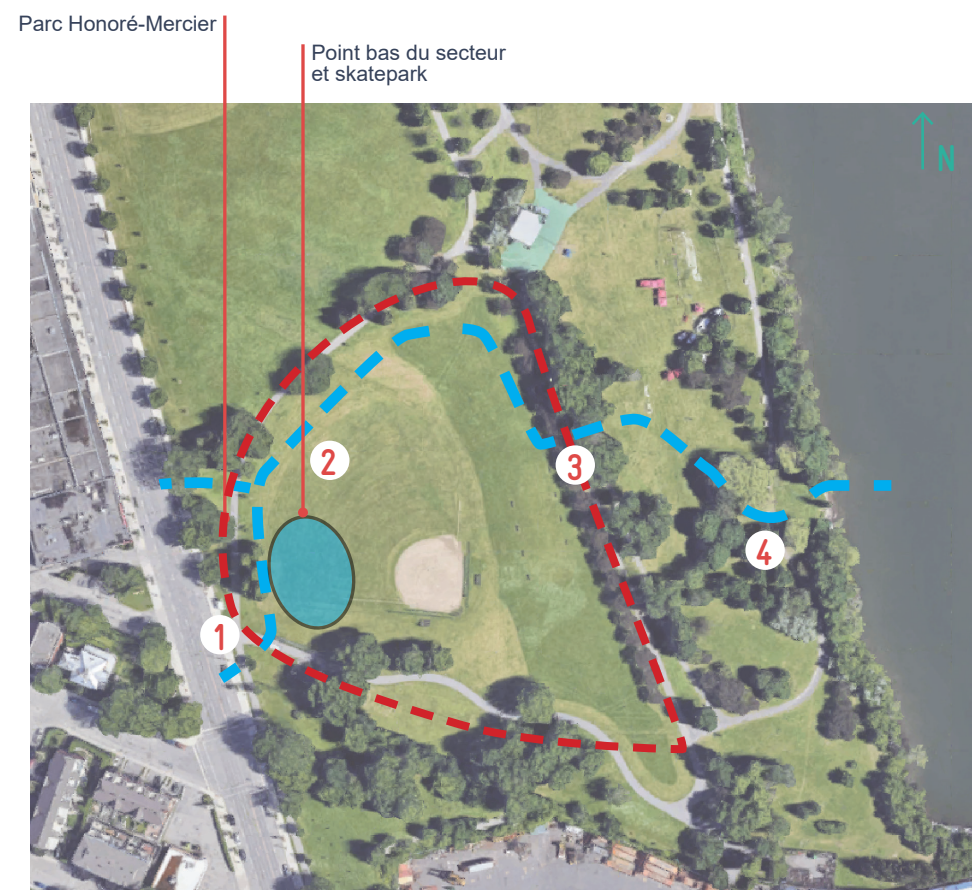 Parc Honoré-Mercier
Point bas du secteur
et skatepark
N
2
3
4
1